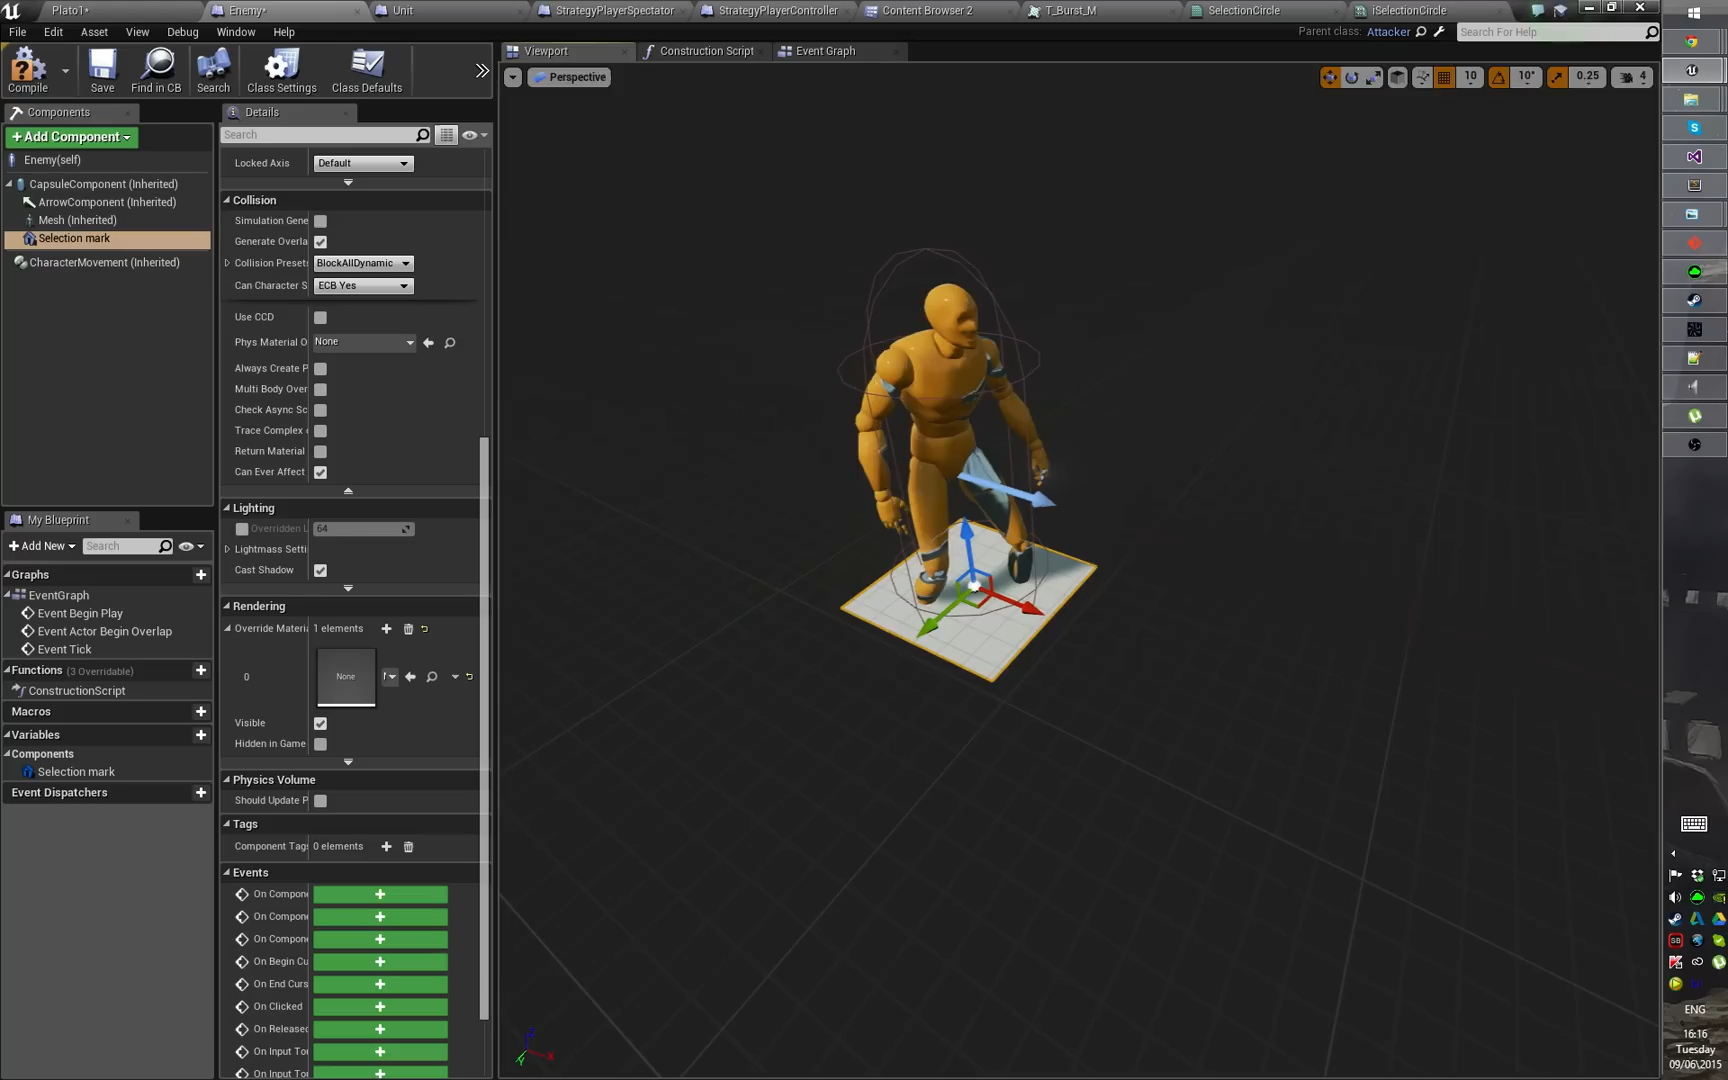 Plato1*
Enemy*
Unit
StrategyPlayerSpectator
StrategyPlayerController
Content Browser 2
T_Burst_M
SelectionCircle
iSelectionCircle
File Edit Asset View Debug Window Help
Parent class: Attacker
Search For Help
Compile
Save
Find in CB
Search
Class Settings
Class Defaults
Viewport
Construction Script
Event Graph
Perspective
10
10°
0.25
4
Components
+Add Component
Enemy(self)
CapsuleComponent (Inherited)
ArrowComponent (Inherited)
Mesh (Inherited)
Selection mark
CharacterMovement (Inherited)
My Blueprint
Add New
Search
Graphs
EventGraph
Event Begin Play
Event Actor Begin Overlap
Event Tick
Functions (3 Overridable)
ConstructionScript
Macros
Variables
Components
Selection mark
Event Dispatchers
Details
Search
Locked Axis Default
Collision
Simulation Gene
Generate Overla
Collision Preset BlockAllDynamic
Can Character S ECB Yes
Use CCD
Phys Material O None
Always Create P
Multi Body Over
Check Async Sc
Trace Complex
Return Material
Can Ever Affect
Lighting
Overridden L 64
Lightmass Setti
Cast Shadow
Rendering
Override Materi 1 elements
0 None
Visible
Hidden in Game
Physics Volume
Should Update P
Tags
Component Tag 0 elements
Events
On Compone
On Compone
On Compone
On Begin Cu
On End Curs
On Clicked
On Released
On Input Tou
On Input Tou
Z
X
Y
SB
ENG
16:16
Tuesday
09/06\2015